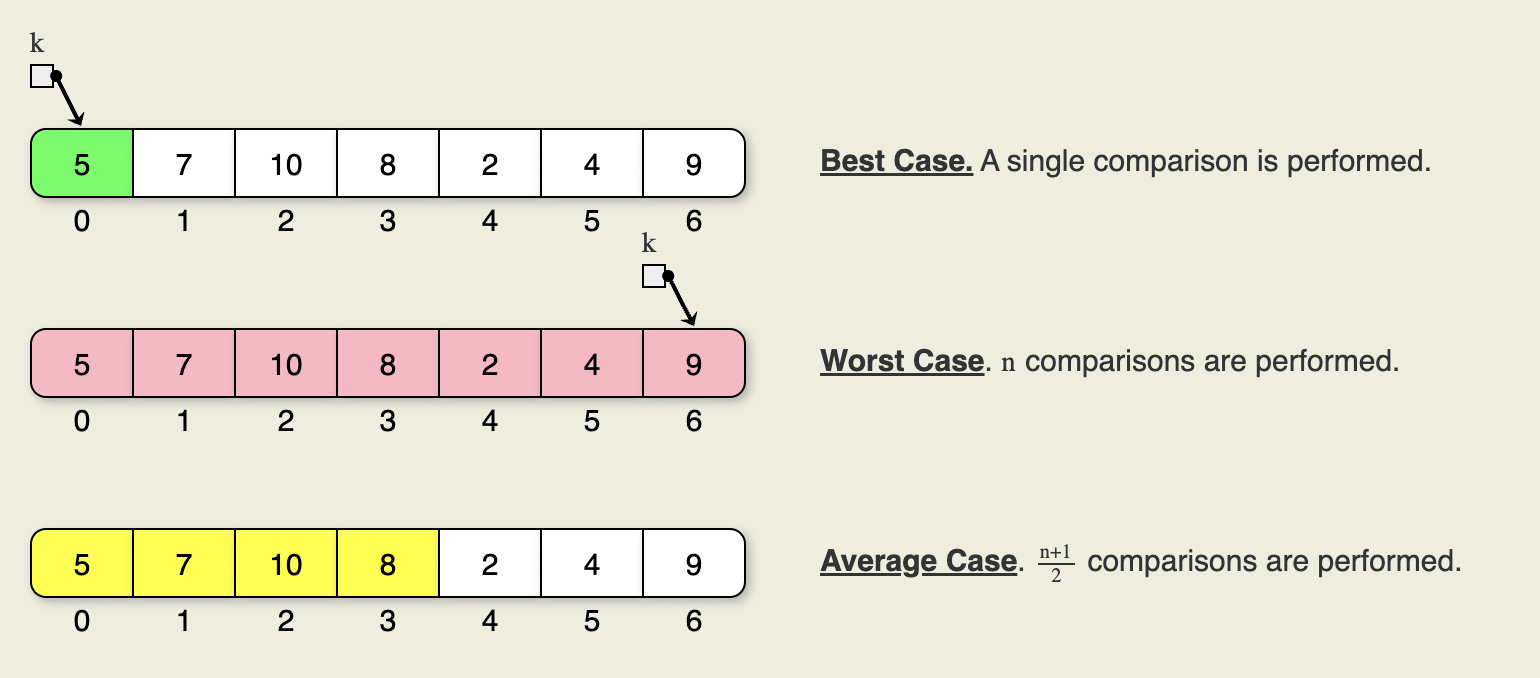 k
5 7 10 8 2 4 9
Best Case. A single comparison is performed.
0 1 2 3 4 5 6
k
5 7 10 8 2 4 9
Worst Case. n comparisons are performed.
0 1 2 3 4 5 6
5 7 10 8 2 4 9
Average Case. n+1/2 comparisons are performed.
0 1 2 3 4 5 6